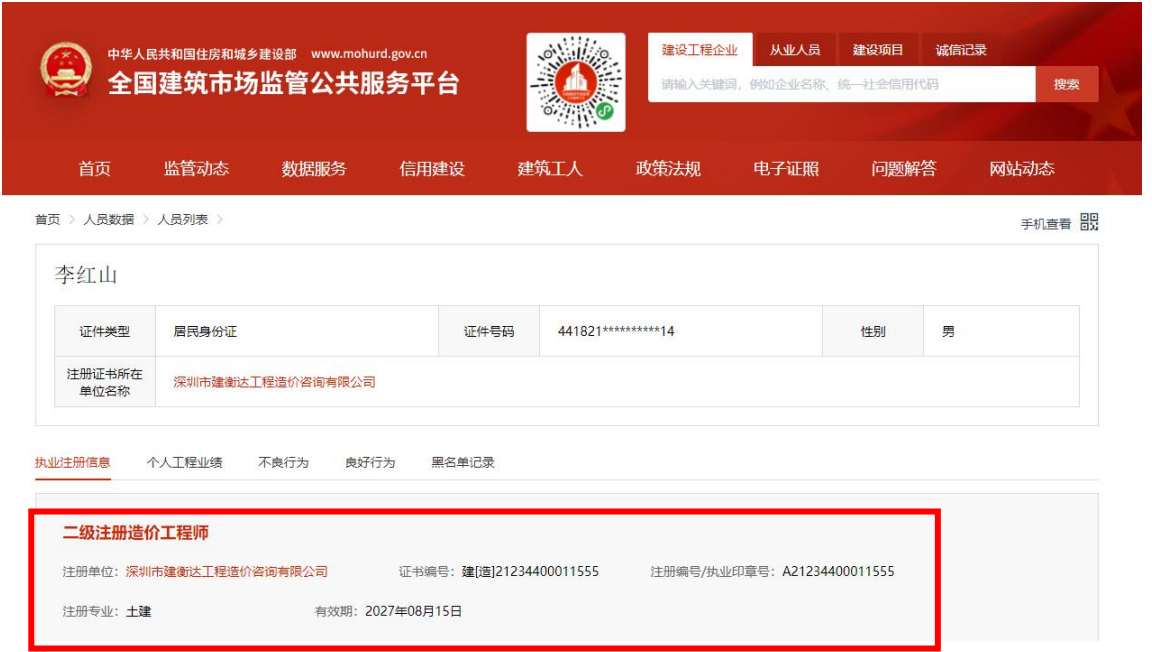 中华人民共和国住房和城乡建设部 www.mohurd.gov.cn
全国建筑市场监管公共服务平台
建设工程企业 从业人员 建设项目 诚信记录
请输入关键词，例如企业名称、统一社会信用代码 搜索
首页 监管动态 数据服务 信用建设 建筑工人 政策法规 电子证照 问题解答 网站动态
首页 > 人员数据 > 人员列表 >
手机查看
李红山
证件类型 居民身份证 证件号码 441821**********14 性别 男
注册证书所在
单位名称
深圳市建衡达工程造价咨询有限公司
执业注册信息 个人工程业绩 不良行为 良好行为 黑名单记录
二级注册造价工程师
注册单位：深圳市建衡达工程造价咨询有限公司 证书编号：建[造]21234400011555 注册编号/执业印章号：A21234400011555
注册专业：土建 有效期：2027年08月15日